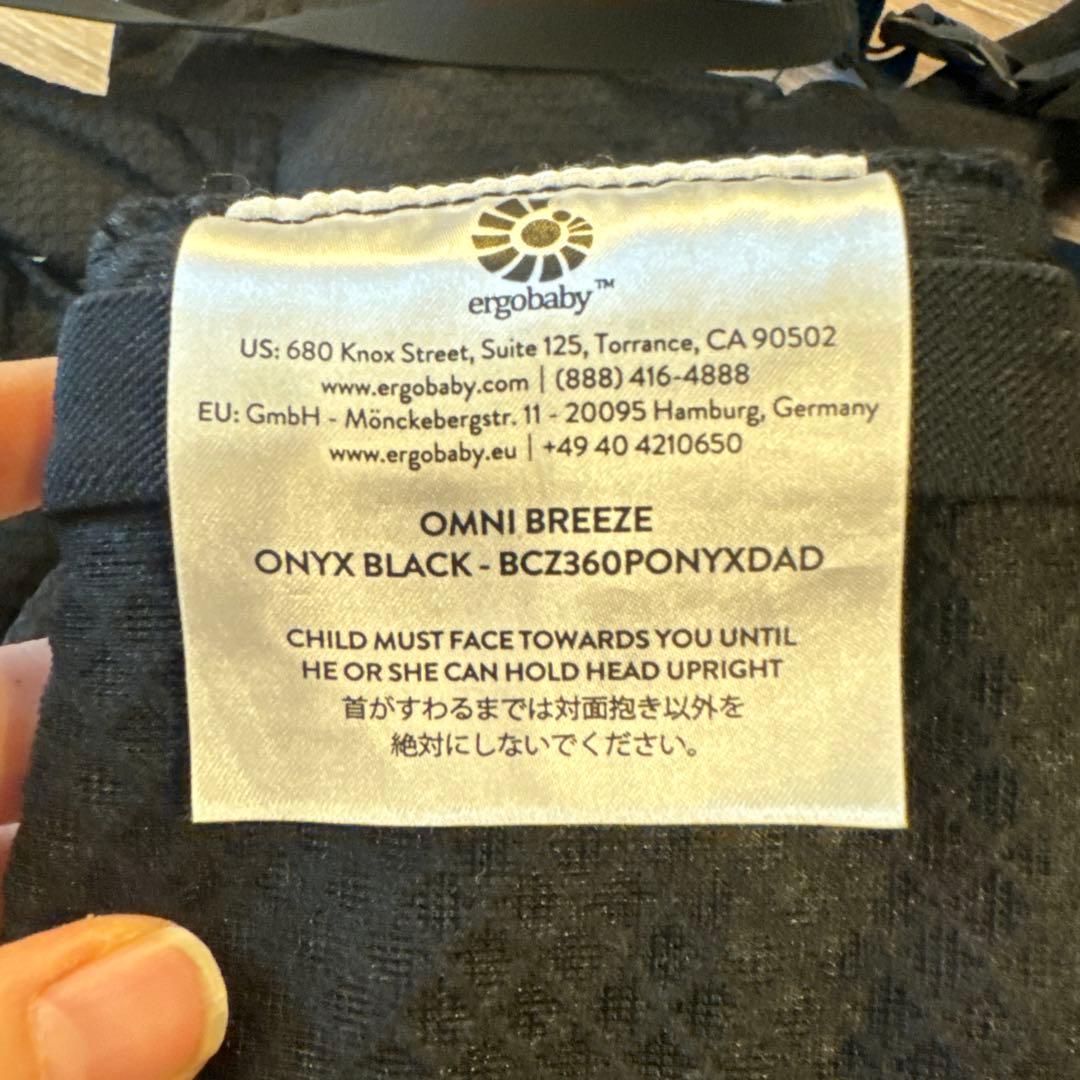 ergobaby™
US: 680 Knox Street, Suite 125, Torrance, CA 90502
www.ergobaby.com | (888) 416-4888
EU: GmbH - Mönckebergstr. 11 - 20095 Hamburg, Germany
www.ergobaby.eu | +49 40 4210650
OMNI BREEZE
ONYX BLACK - BCZ360PONYXDAD
CHILD MUST FACE TOWARDS YOU UNTIL
HE OR SHE CAN HOLD HEAD UPRIGHT
首がすわるまでは対面抱き以外を
絶対にしないでください。